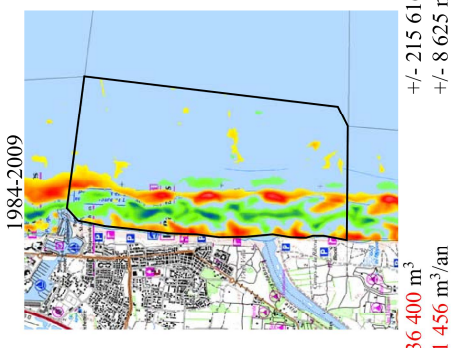 1984-2009
+/- 215 61
+/- 8 625 
36 400 m³
1 456 m³/an